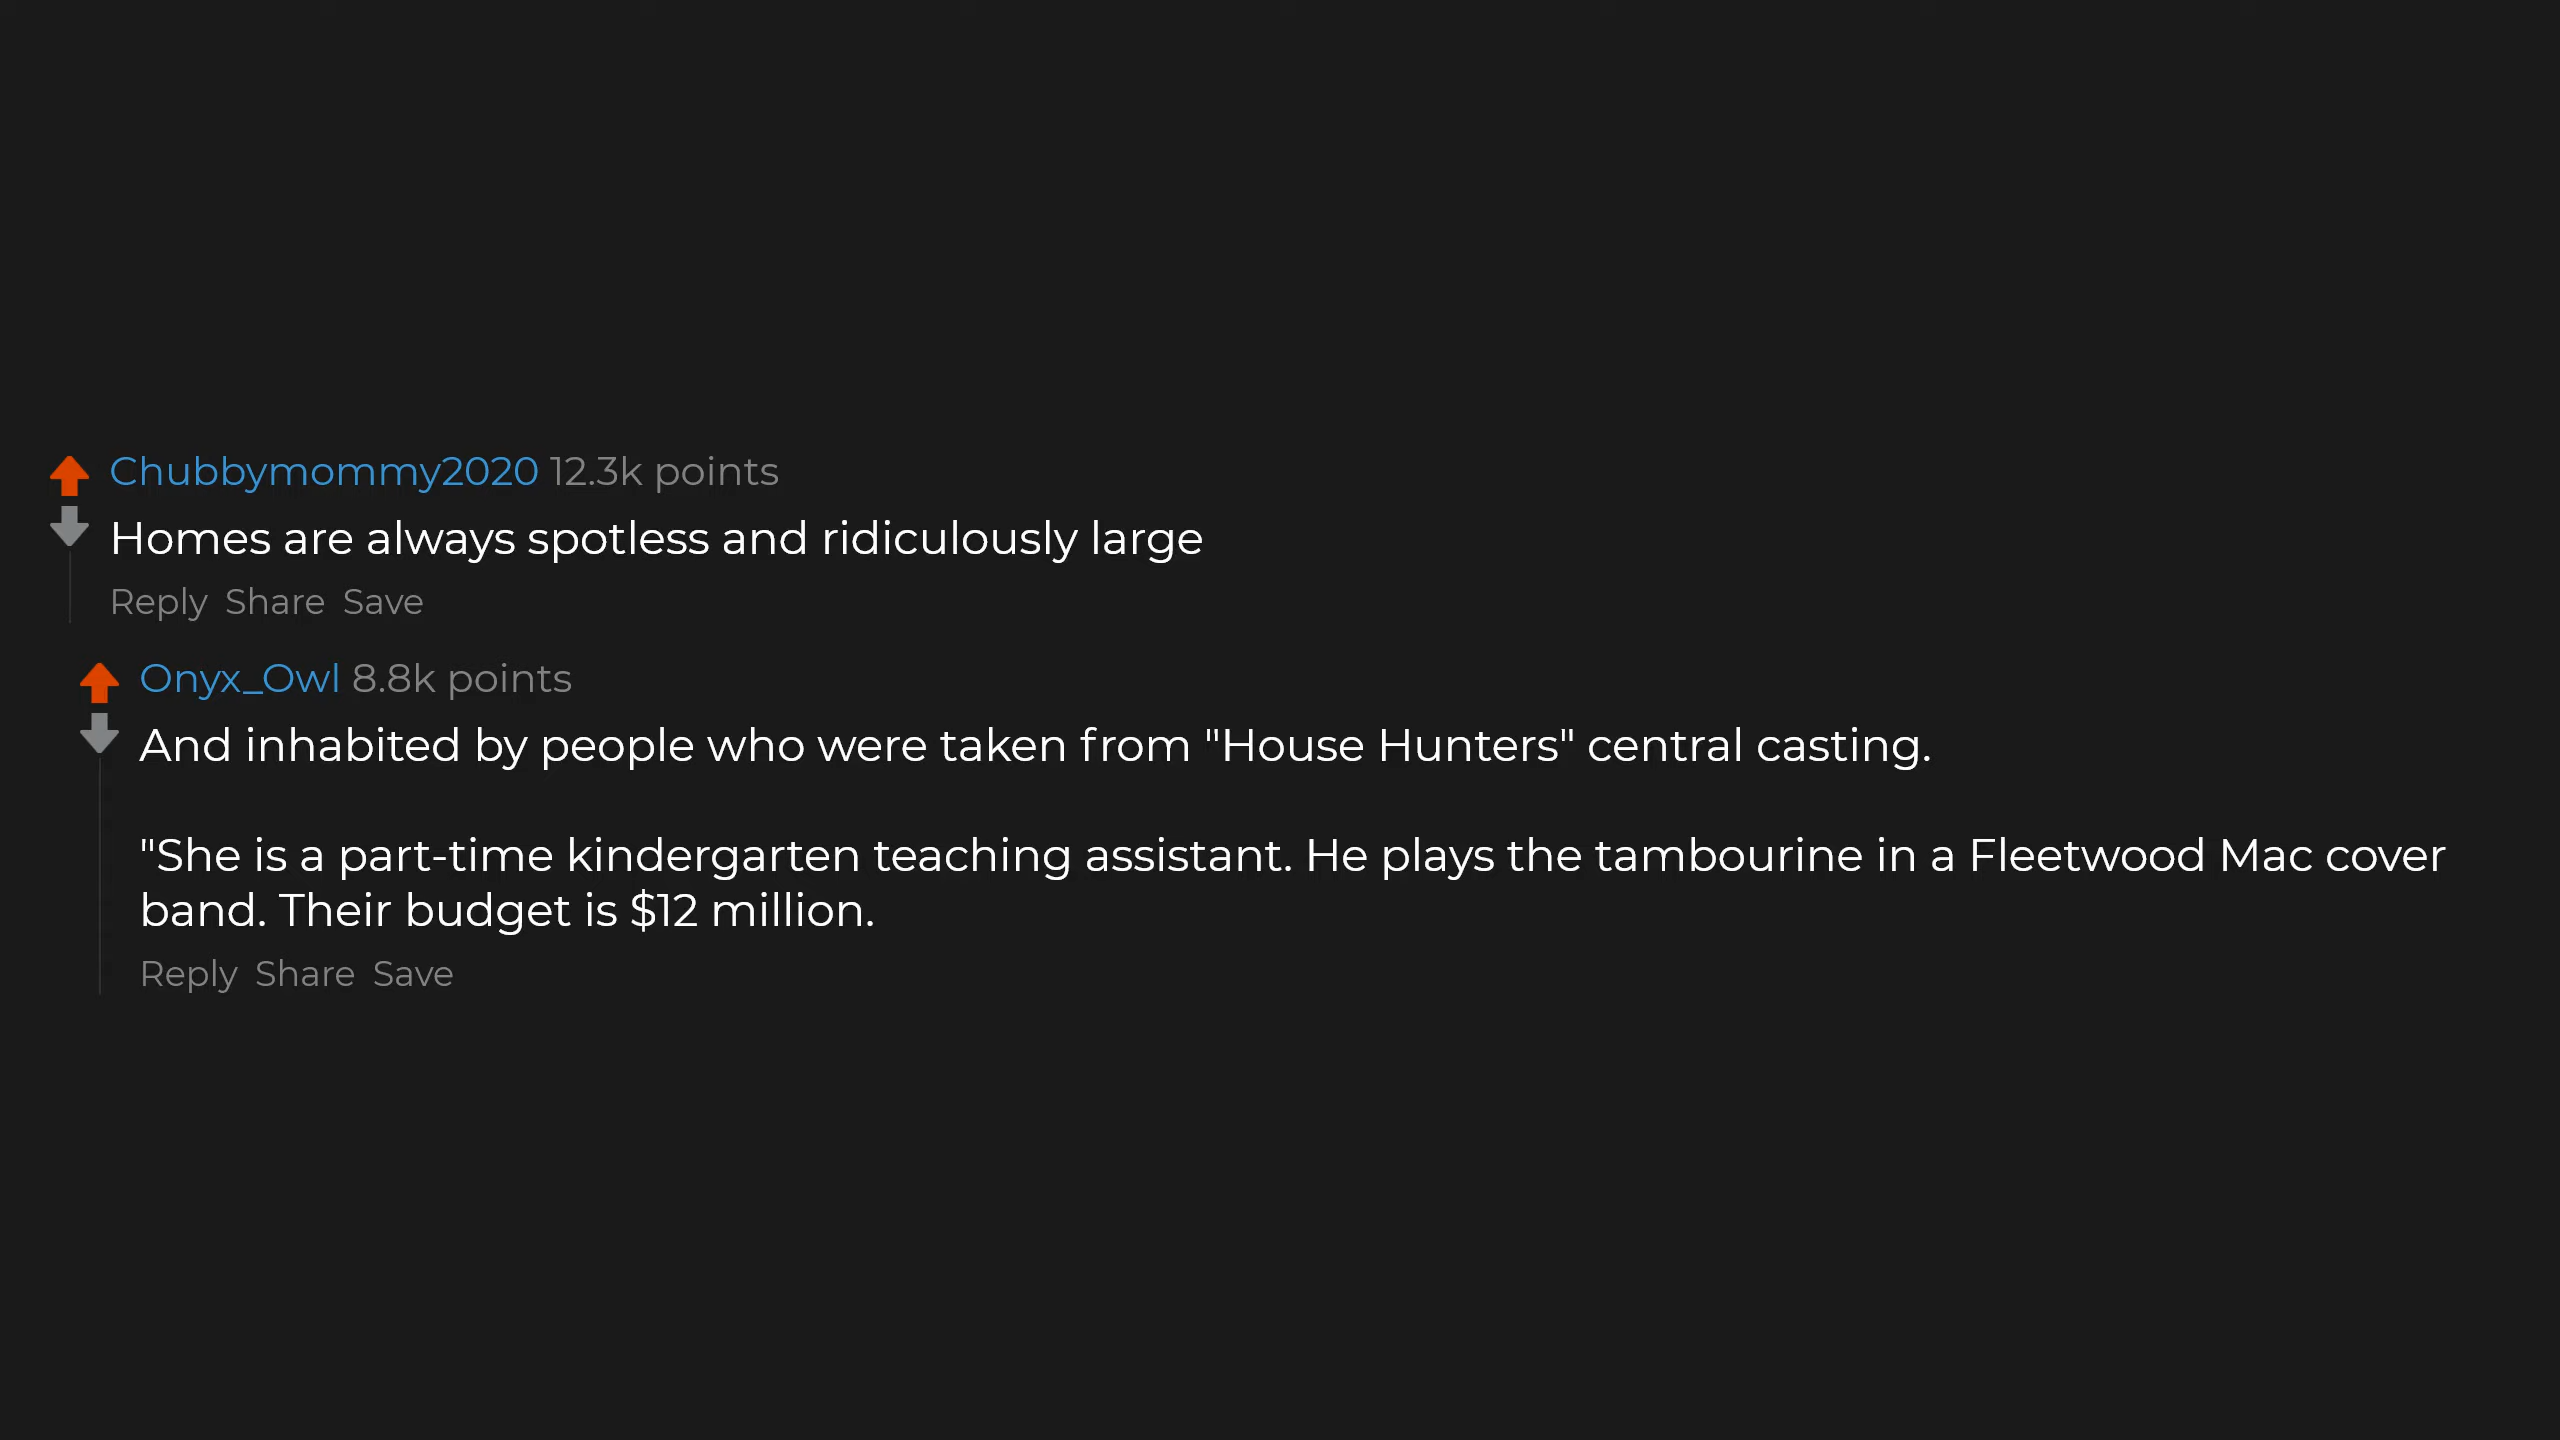 Chubbymommy2020 12.3k points
Homes are always spotless and ridiculously large
Reply Share Save
Onyx_Owl 8.8k points
And inhabited by people who were taken from "House Hunters" central casting.
"She is a part-time kindergarten teaching assistant. He plays the tambourine in a Fleetwood Mac cover
band. Their budget is $12 million.
Reply Share Save